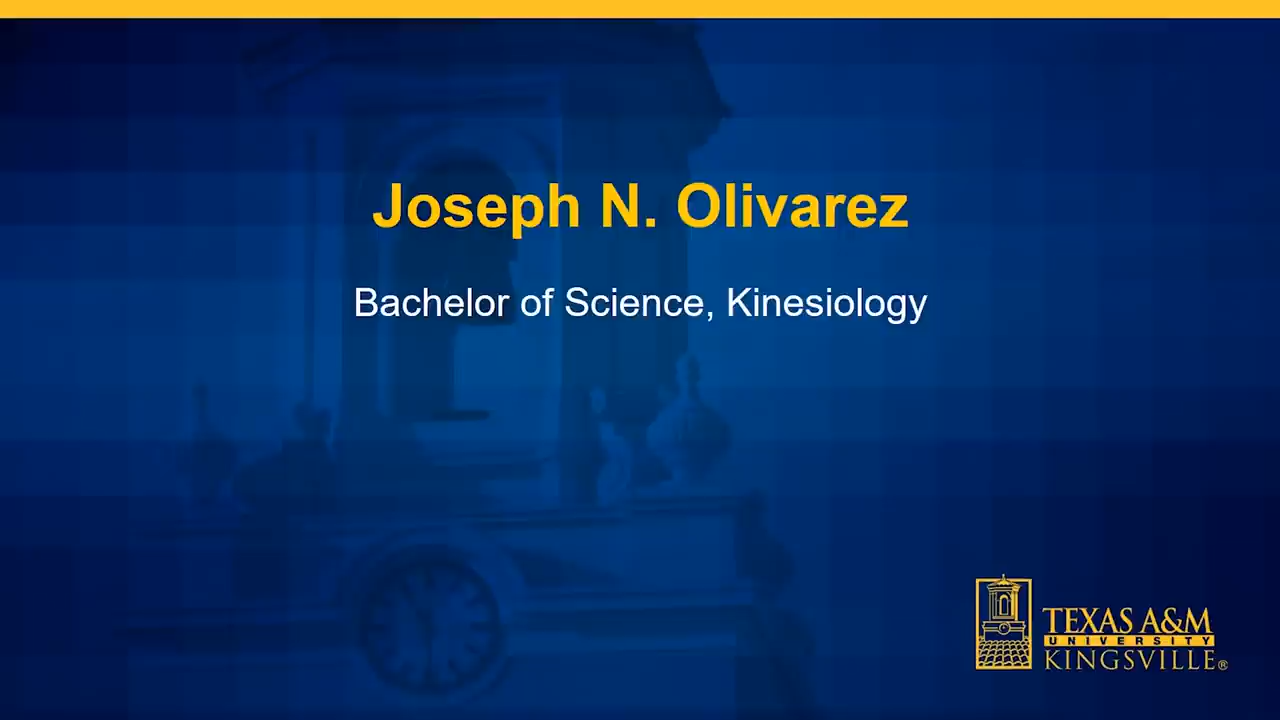 Joseph N. Olivarez
Bachelor of Science, Kinesiology
TEXAS A&M
UNIVERSITY
KINGSVILLE®